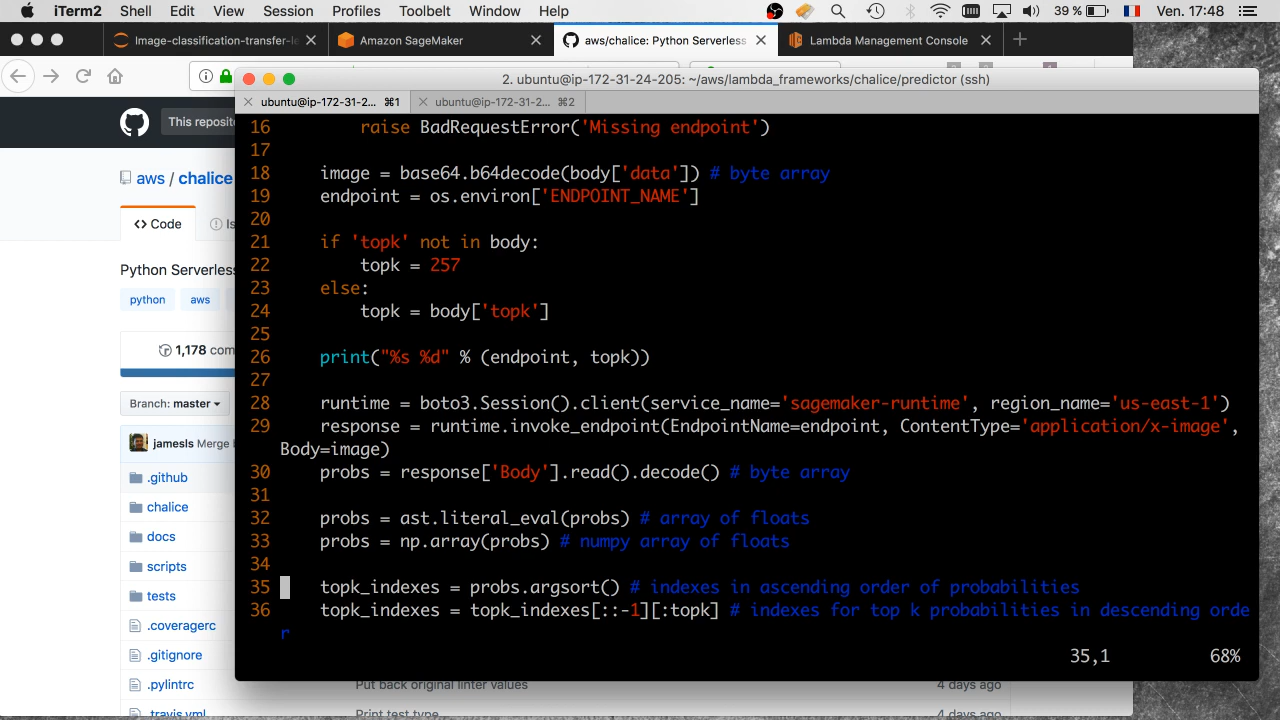 iTerm2 Shell Edit View Session Profiles Toolbelt Window Help 39 % Ven. 17:48
Image-classification-transfer-le
Amazon SageMaker
aws/chalice: Python Serverless
Lambda Management Console
2. ubuntu@ip-172-31-24-205: ~/aws/lambda_frameworks/chalice/predictor (ssh)
ubuntu@ip-172-31-2... ⌘1
ubuntu@ip-172-31-2... ⌘2
This reposito
aws / chalice
<> Code
Is
Python Serverless
python aws
1,178 com
Branch: master
jamesls Merge
.github
chalice
docs
scripts
tests
.coveragerc
.gitignore
.pylintrc Put back original linter values 4 days ago
.travis.yml Print test type 4 days ago
16         raise BadRequestError('Missing endpoint')
17
18     image = base64.b64decode(body['data']) # byte array
19     endpoint = os.environ['ENDPOINT_NAME']
20
21     if 'topk' not in body:
22         topk = 257
23     else:
24         topk = body['topk']
25
26     print("%s %d" % (endpoint, topk))
27
28     runtime = boto3.Session().client(service_name='sagemaker-runtime', region_name='us-east-1')
29     response = runtime.invoke_endpoint(EndpointName=endpoint, ContentType='application/x-image',
Body=image)
30     probs = response['Body'].read().decode() # byte array
31
32     probs = ast.literal_eval(probs) # array of floats
33     probs = np.array(probs) # numpy array of floats
34
35     topk_indexes = probs.argsort() # indexes in ascending order of probabilities
36     topk_indexes = topk_indexes[::-1][:topk] # indexes for top k probabilities in descending orde
r
35,1 68%